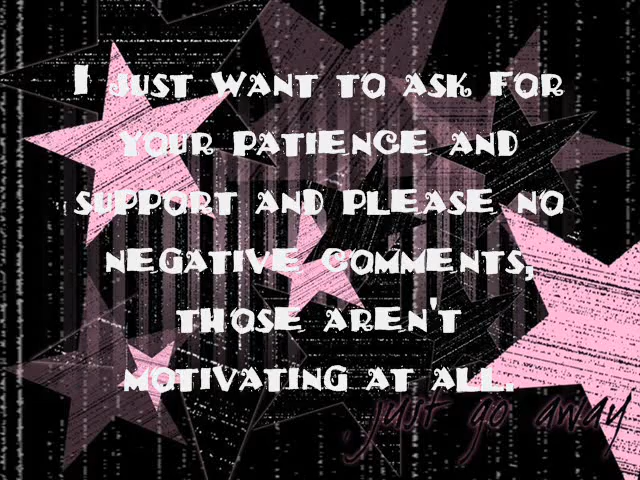 I just want to ask for
your patience and
support and please no
negative comments,
those aren't
motivating at all.
just go away